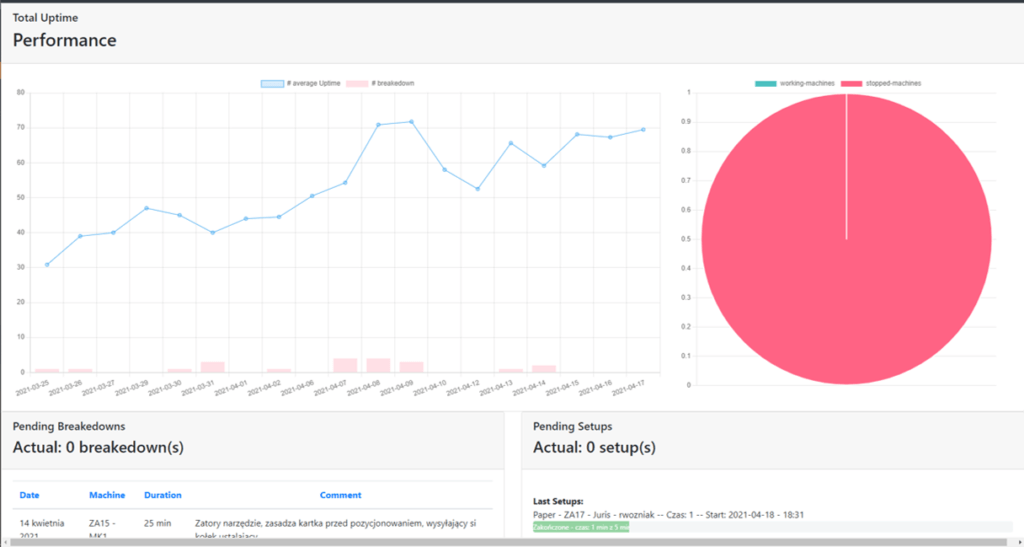 Total Uptime
Performance
# average Uptime # breakedown
80
70
60
50
40
30
20
10
0
2021-03-25 2021-03-26 2021-03-27 2021-03-29 2021-03-30 2021-03-31 2021-04-01 2021-04-02 2021-04-06 2021-04-07 2021-04-08 2021-04-09 2021-04-10 2021-04-12 2021-04-13 2021-04-14 2021-04-15 2021-04-16 2021-04-17
working-machines stopped-machines
1
0.9
0.8
0.7
0.6
0.5
0.4
0.3
0.2
0.1
0
Pending Breakedowns
Actual: 0 breakedown(s)
Date Machine Duration Comment
14 kwietnia ZA15 - 25 min Zatory narzędzie, zasadza kartka przed pozycjonowaniem, wysyłający si
2021 MK1 kołek ustalający
Pending Setups
Actual: 0 setup(s)
Last Setups:
Paper - ZA17 - Juris - rwozniak -- Czas: 1 -- Start: 2021-04-18 - 18:31
Zakończone - czas: 1 min z 5 min